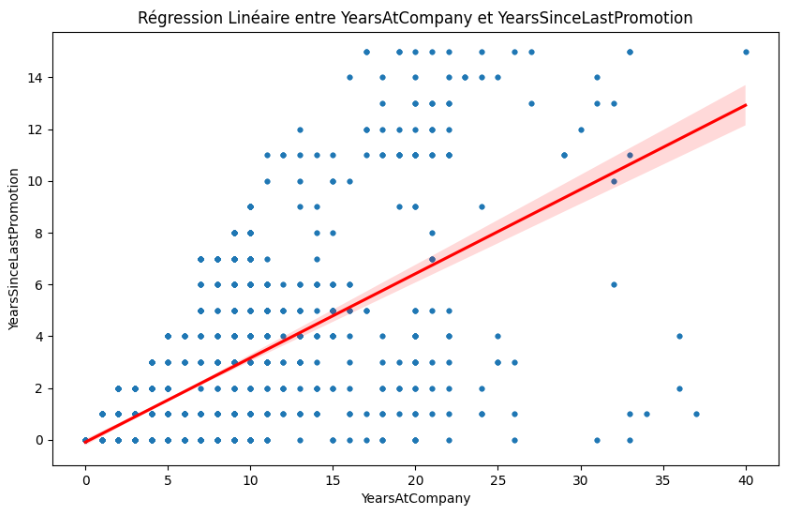 Régression Linéaire entre YearsAtCompany et YearsSinceLastPromotion
YearsSinceLastPromotion
14
12
10
8
6
4
2
0
0 5 10 15 20 25 30 35 40
YearsAtCompany